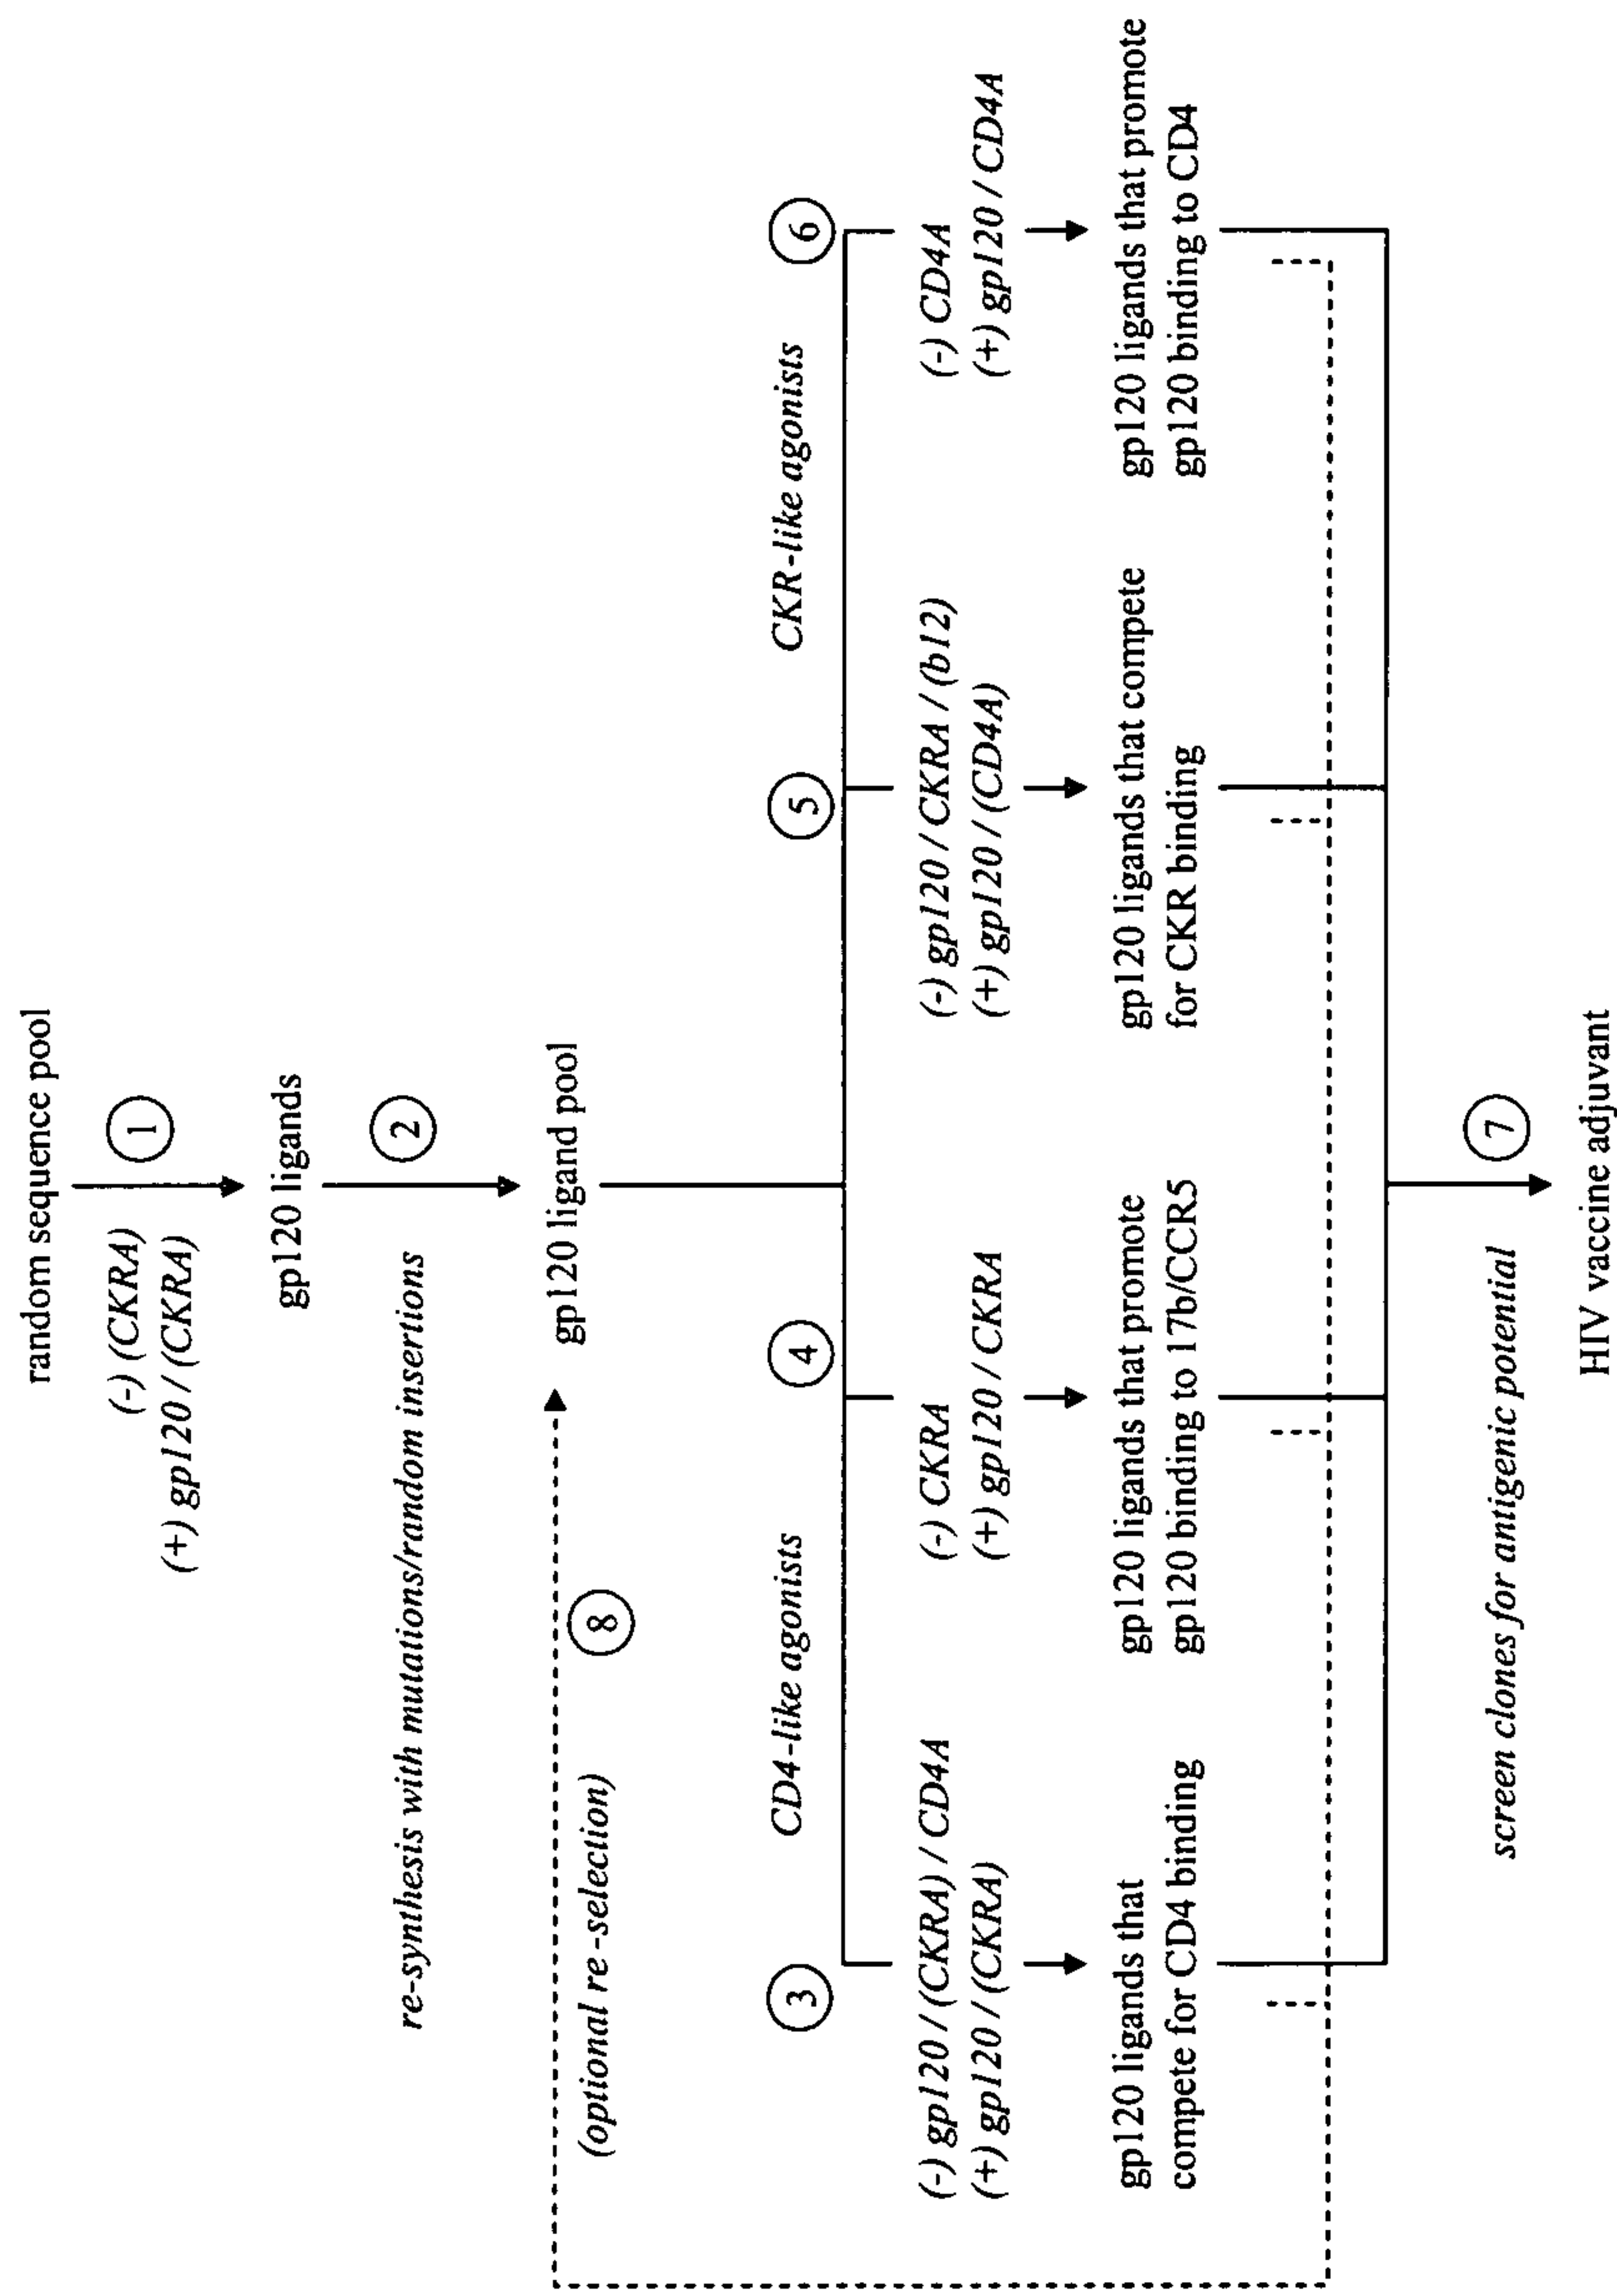 random sequence pool
(-) (CKRA)
(+) gp120 / (CKRA)
1
gp120 ligands
re-synthesis with mutations/random insertions
2
gp120 ligand pool
(optional re-selection)
8
CD4-like agonists
CKR-like agonists
3
4
5
6
(-) gp120 / (CKRA) / CD4A
(+) gp120 / (CKRA)
(-) CKRA
(+) gp120 / CKRA
(-) gp120 / CKRA / (b12)
(+) gp120 / (CD4A)
(-) CD4A
(+) gp120 / CD4A
gp120 ligands that
compete for CD4 binding
gp120 ligands that promote
gp120 binding to 17b/CCR5
gp120 ligands that compete
for CKR binding
gp120 ligands that promote
gp120 binding to CD4
screen clones for antigenic potential
7
HIV vaccine adjuvant